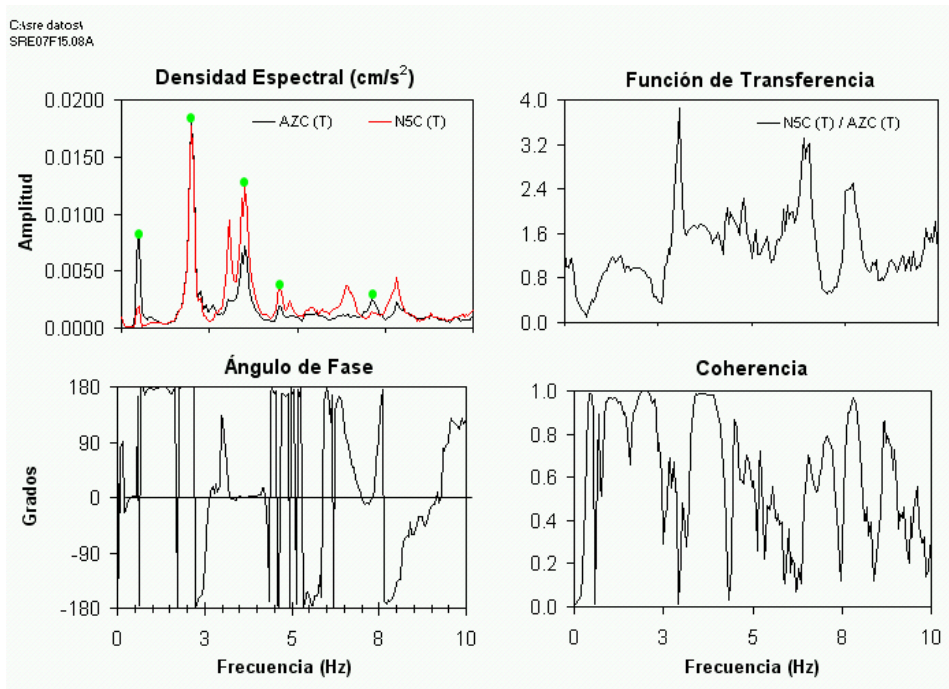 C:\sre datos\
SRE07F15.08A
Densidad Espectral (cm/s²)
0.0200
0.0150
0.0100
0.0050
0.0000
Amplitud
AZC (T)
N5C (T)
Función de Transferencia
4.0
3.2
2.4
1.6
0.8
0.0
N5C (T) / AZC (T)
Ángulo de Fase
180
90
0
-90
-180
Grados
0 3 5 8 10
Frecuencia (Hz)
Coherencia
1.0
0.8
0.6
0.4
0.2
0.0
0 3 5 8 10
Frecuencia (Hz)